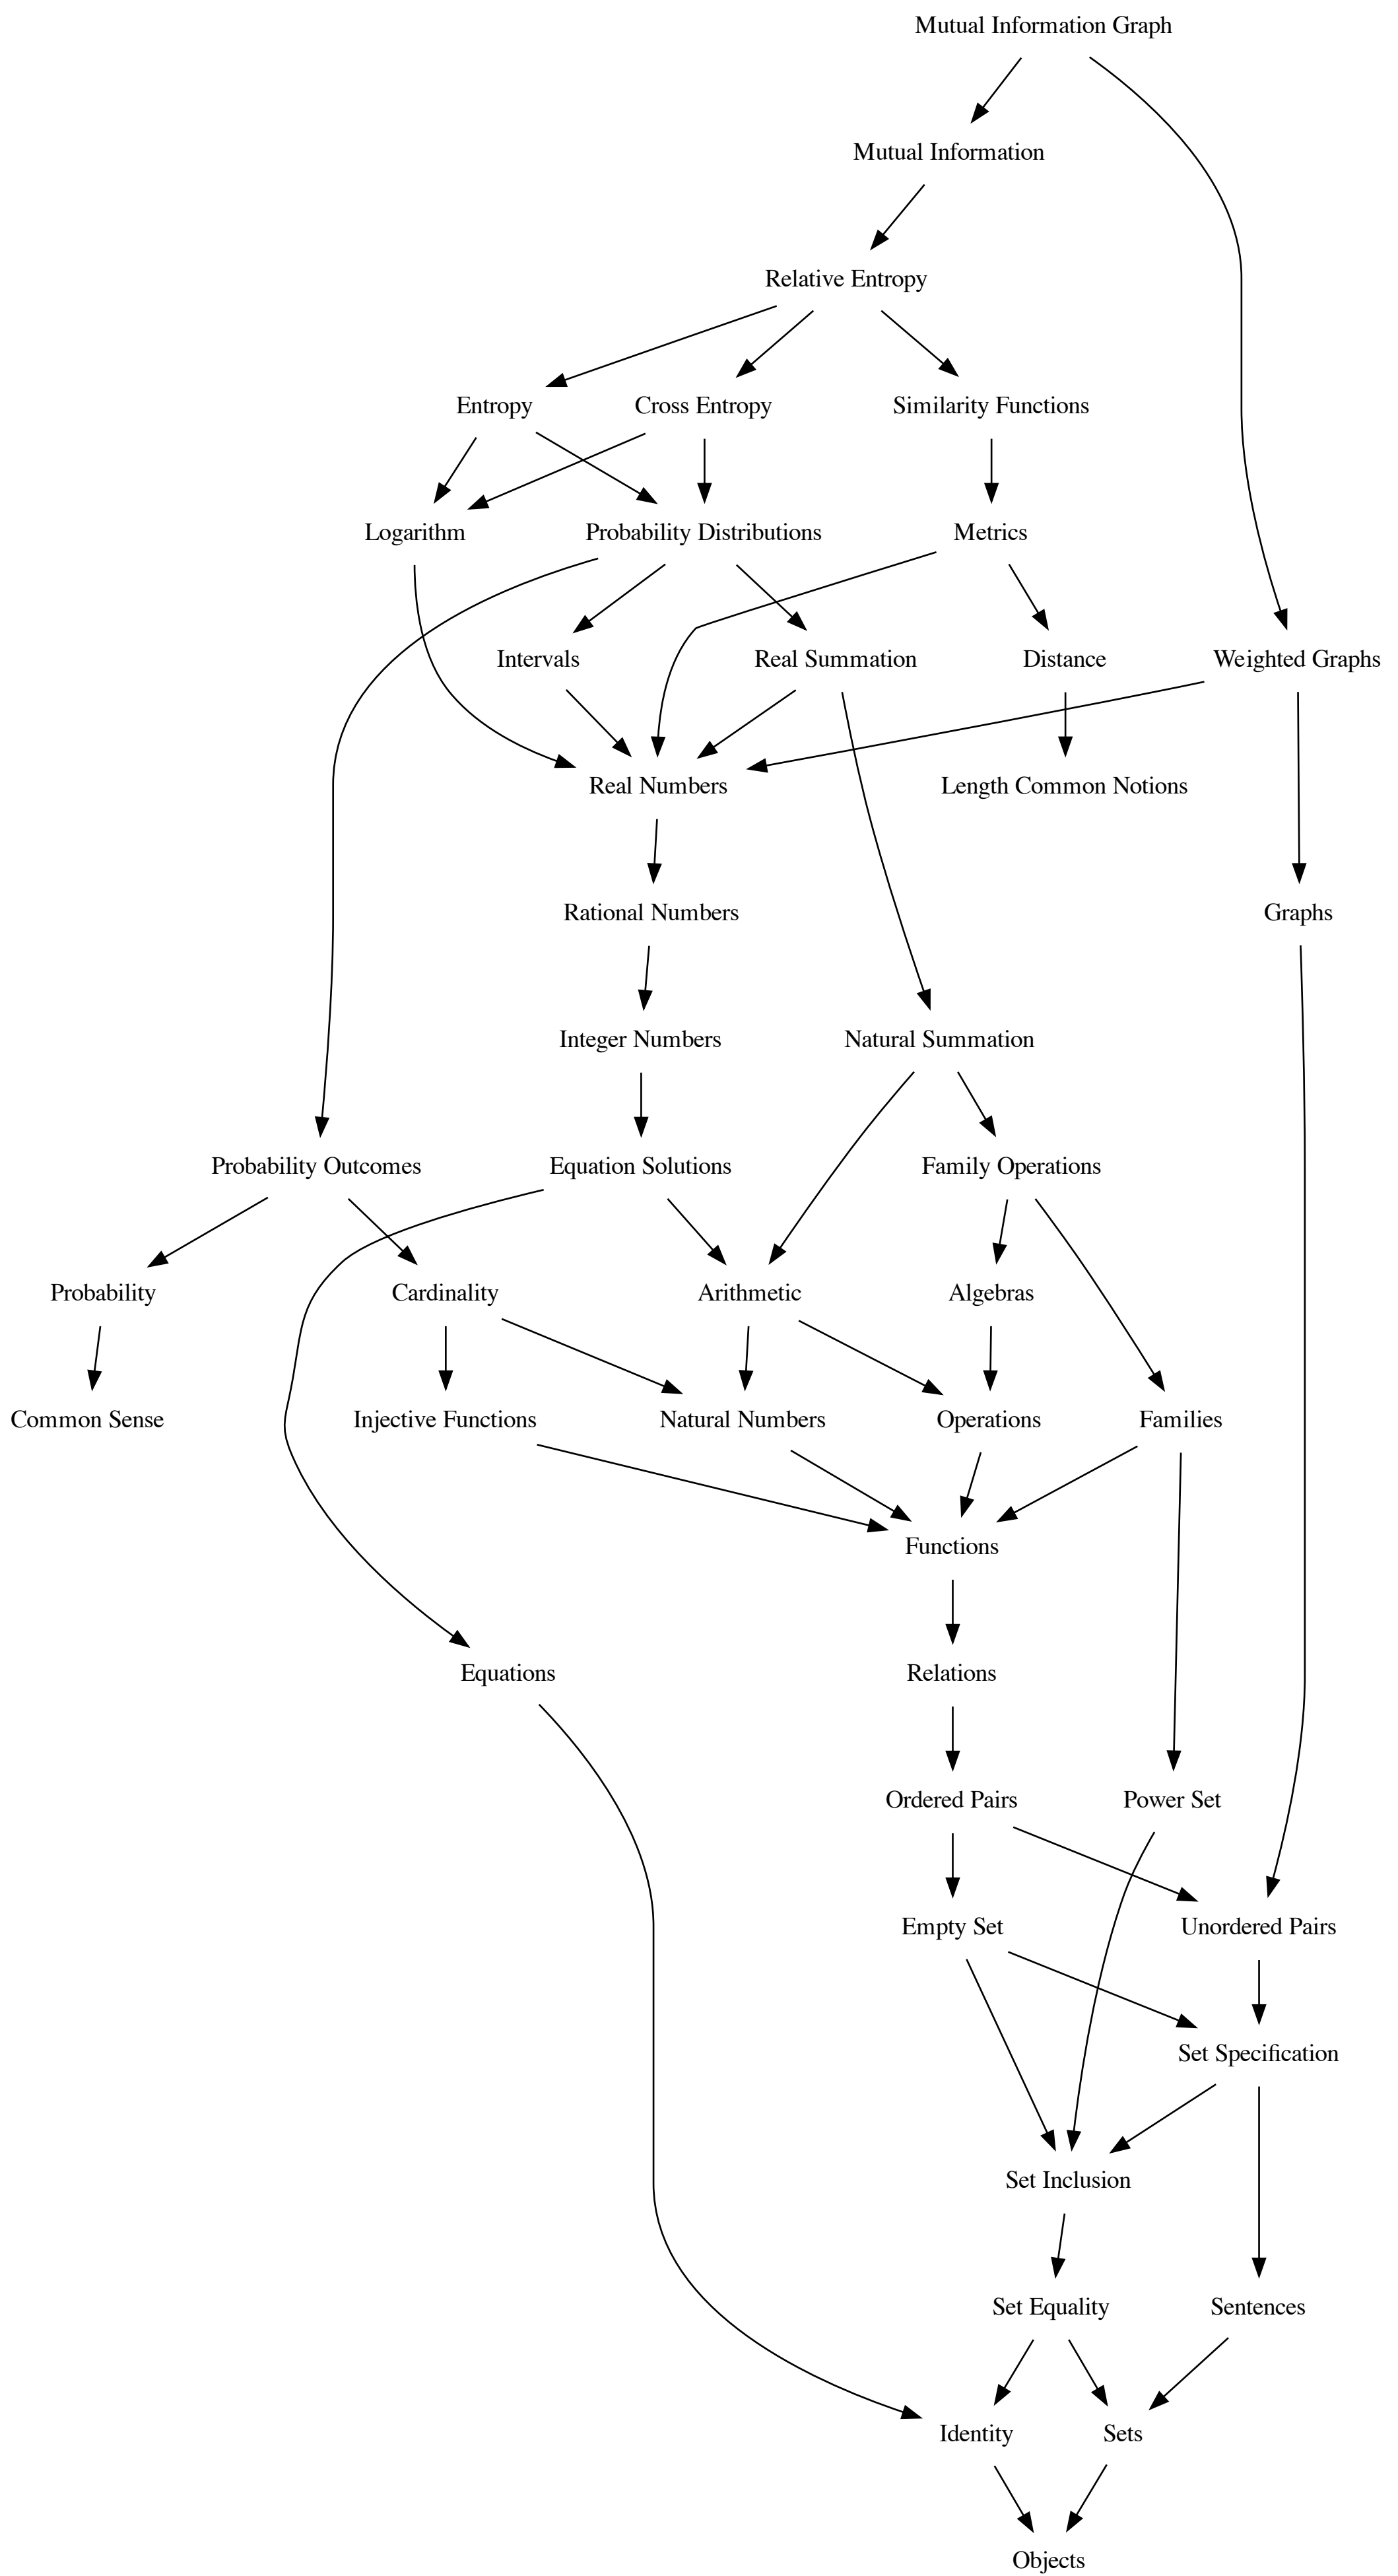 Mutual Information Graph
Mutual Information
Relative Entropy
Entropy
Cross Entropy
Similarity Functions
Logarithm
Probability Distributions
Metrics
Intervals
Real Summation
Distance
Weighted Graphs
Real Numbers
Length Common Notions
Rational Numbers
Graphs
Integer Numbers
Natural Summation
Probability Outcomes
Equation Solutions
Family Operations
Probability
Cardinality
Arithmetic
Algebras
Common Sense
Injective Functions
Natural Numbers
Operations
Families
Functions
Equations
Relations
Ordered Pairs
Power Set
Empty Set
Unordered Pairs
Set Specification
Set Inclusion
Set Equality
Sentences
Identity
Sets
Objects